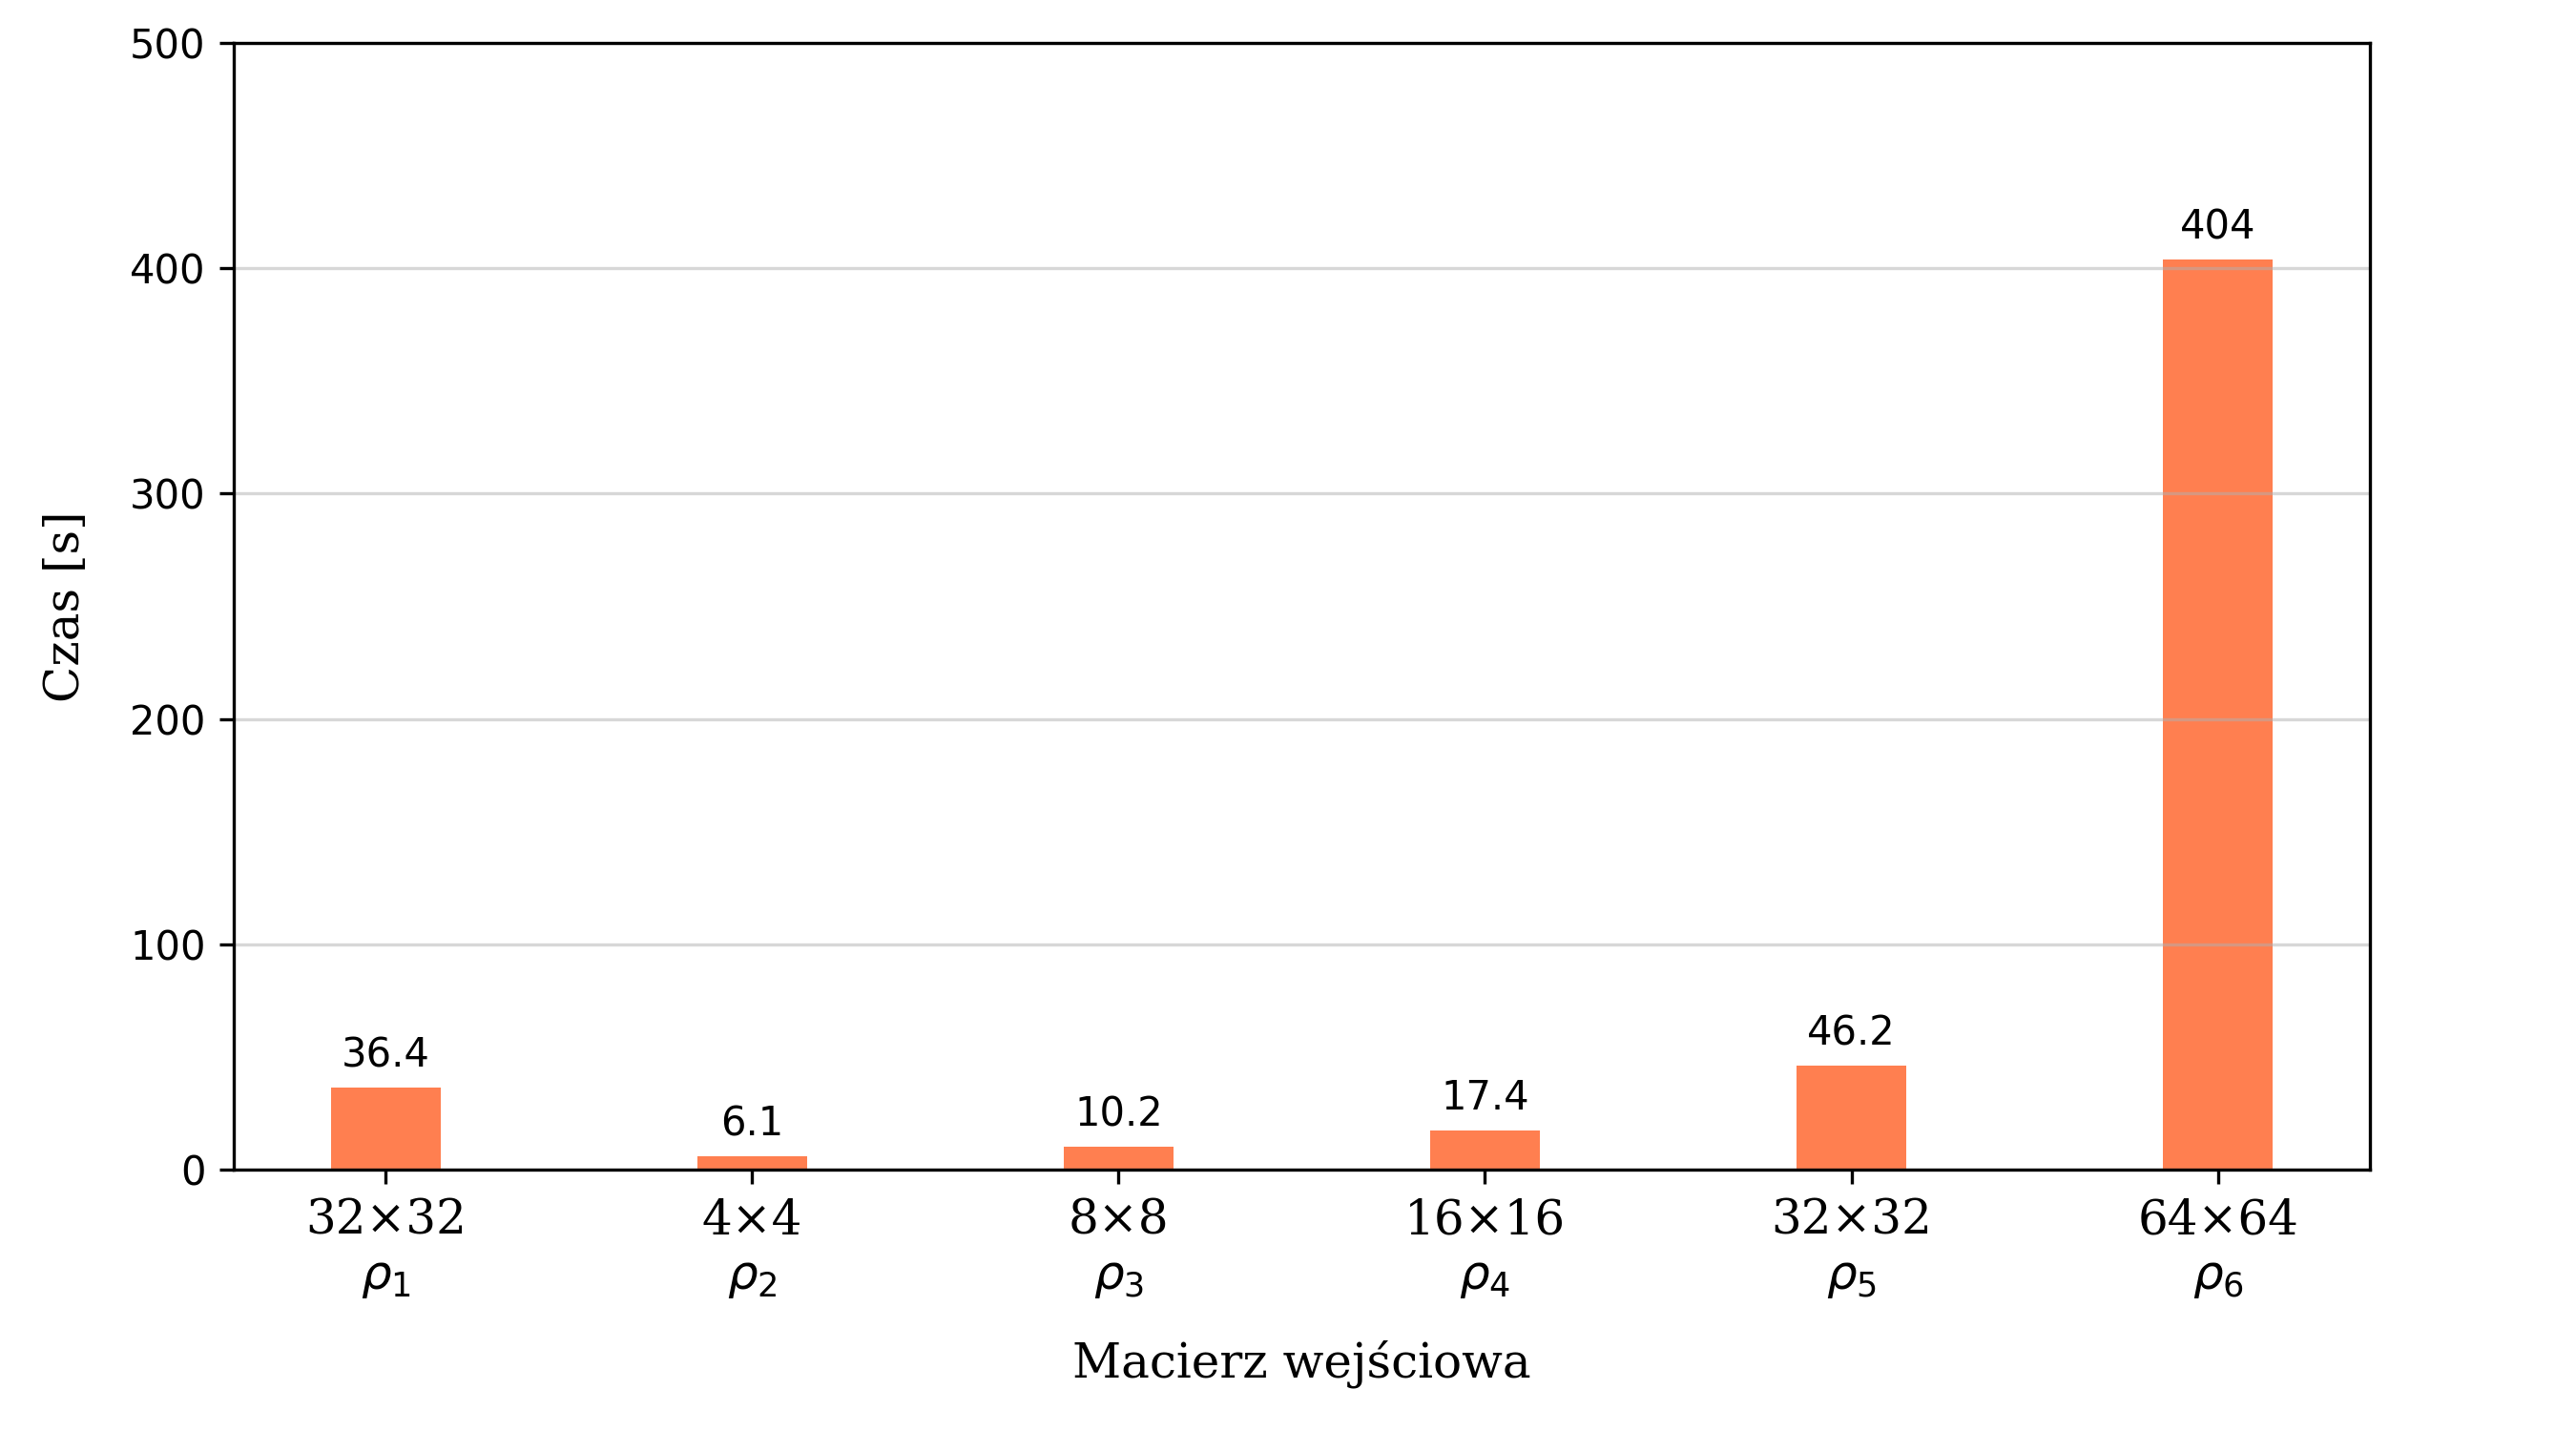 500
400
300
200
100
0
Czas [s]
404
36.4
6.1
10.2
17.4
46.2
32×32
4×4
8×8
16×16
32×32
64×64
ρ₁
ρ₂
ρ₃
ρ₄
ρ₅
ρ₆
Macierz wejściowa